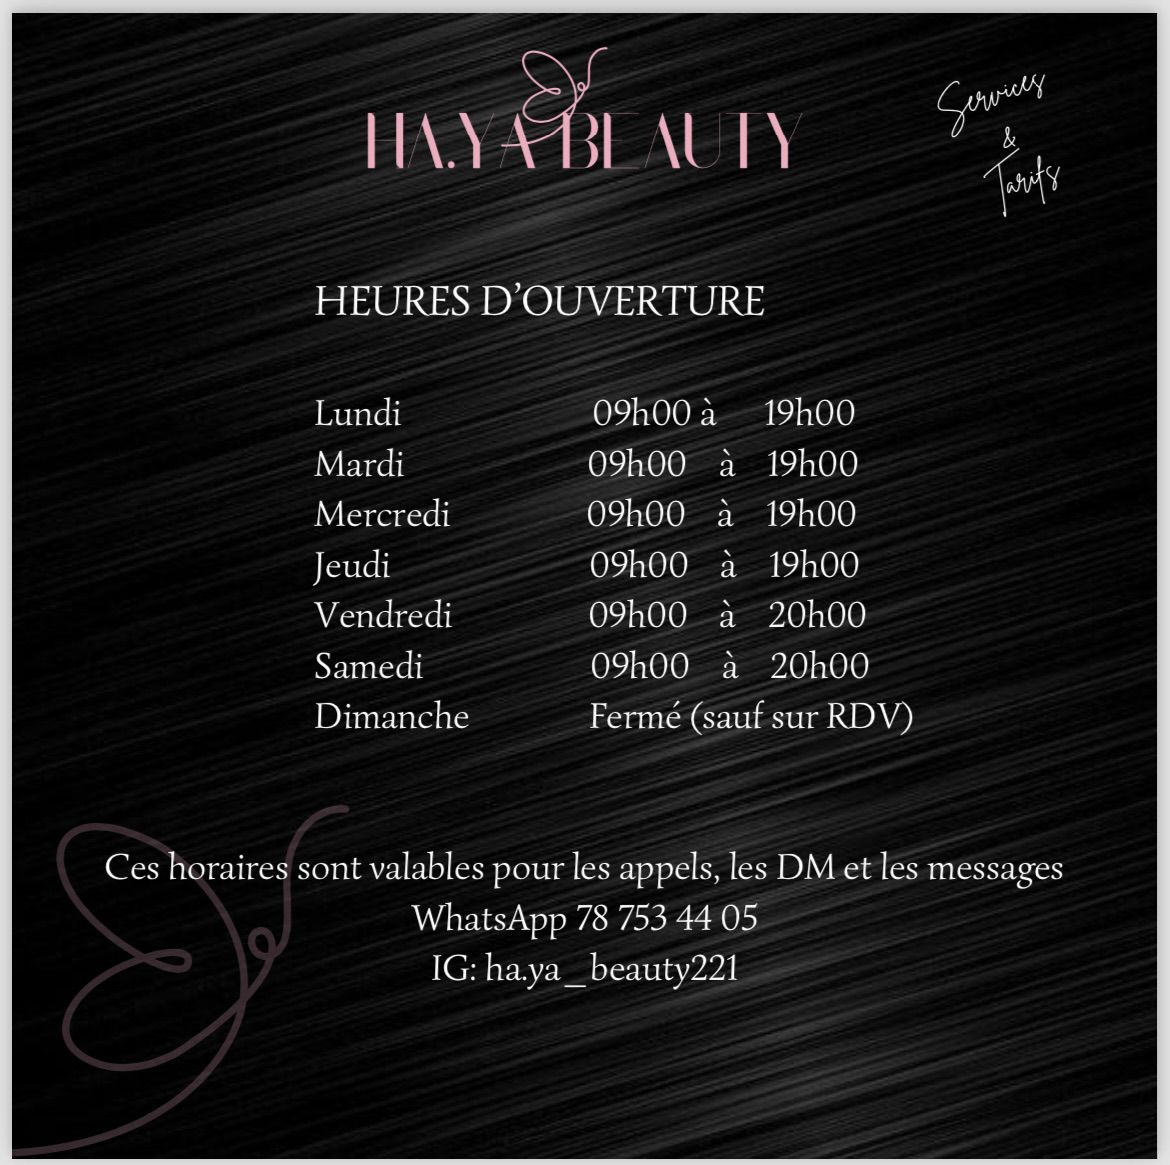 HA.YA BEAUTY
Services
&
Tarifs
HEURES D’OUVERTURE
Lundi 09h00 à 19h00
Mardi 09h00 à 19h00
Mercredi 09h00 à 19h00
Jeudi 09h00 à 19h00
Vendredi 09h00 à 20h00
Samedi 09h00 à 20h00
Dimanche Fermé (sauf sur RDV)
Ces horaires sont valables pour les appels, les DM et les messages
WhatsApp 78 753 44 05
IG: ha.ya_beauty221